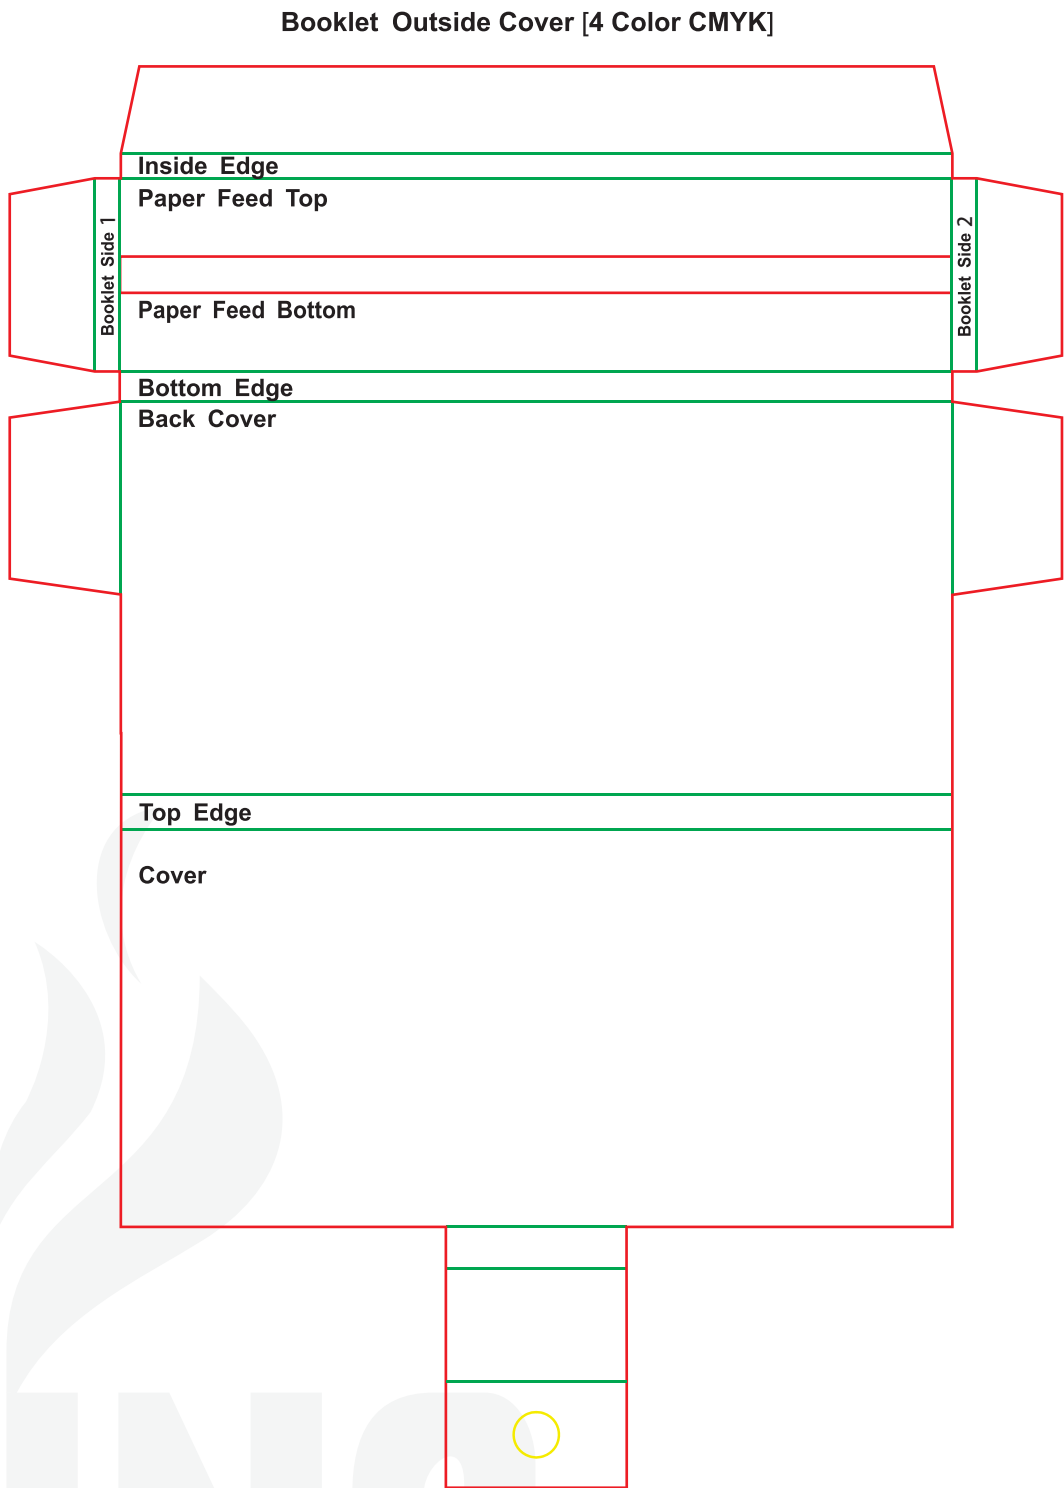 Booklet Outside Cover [4 Color CMYK]
Inside Edge
Paper Feed Top
Booklet Side 1
Booklet Side 2
Paper Feed Bottom
Bottom Edge
Back Cover
Top Edge
Cover